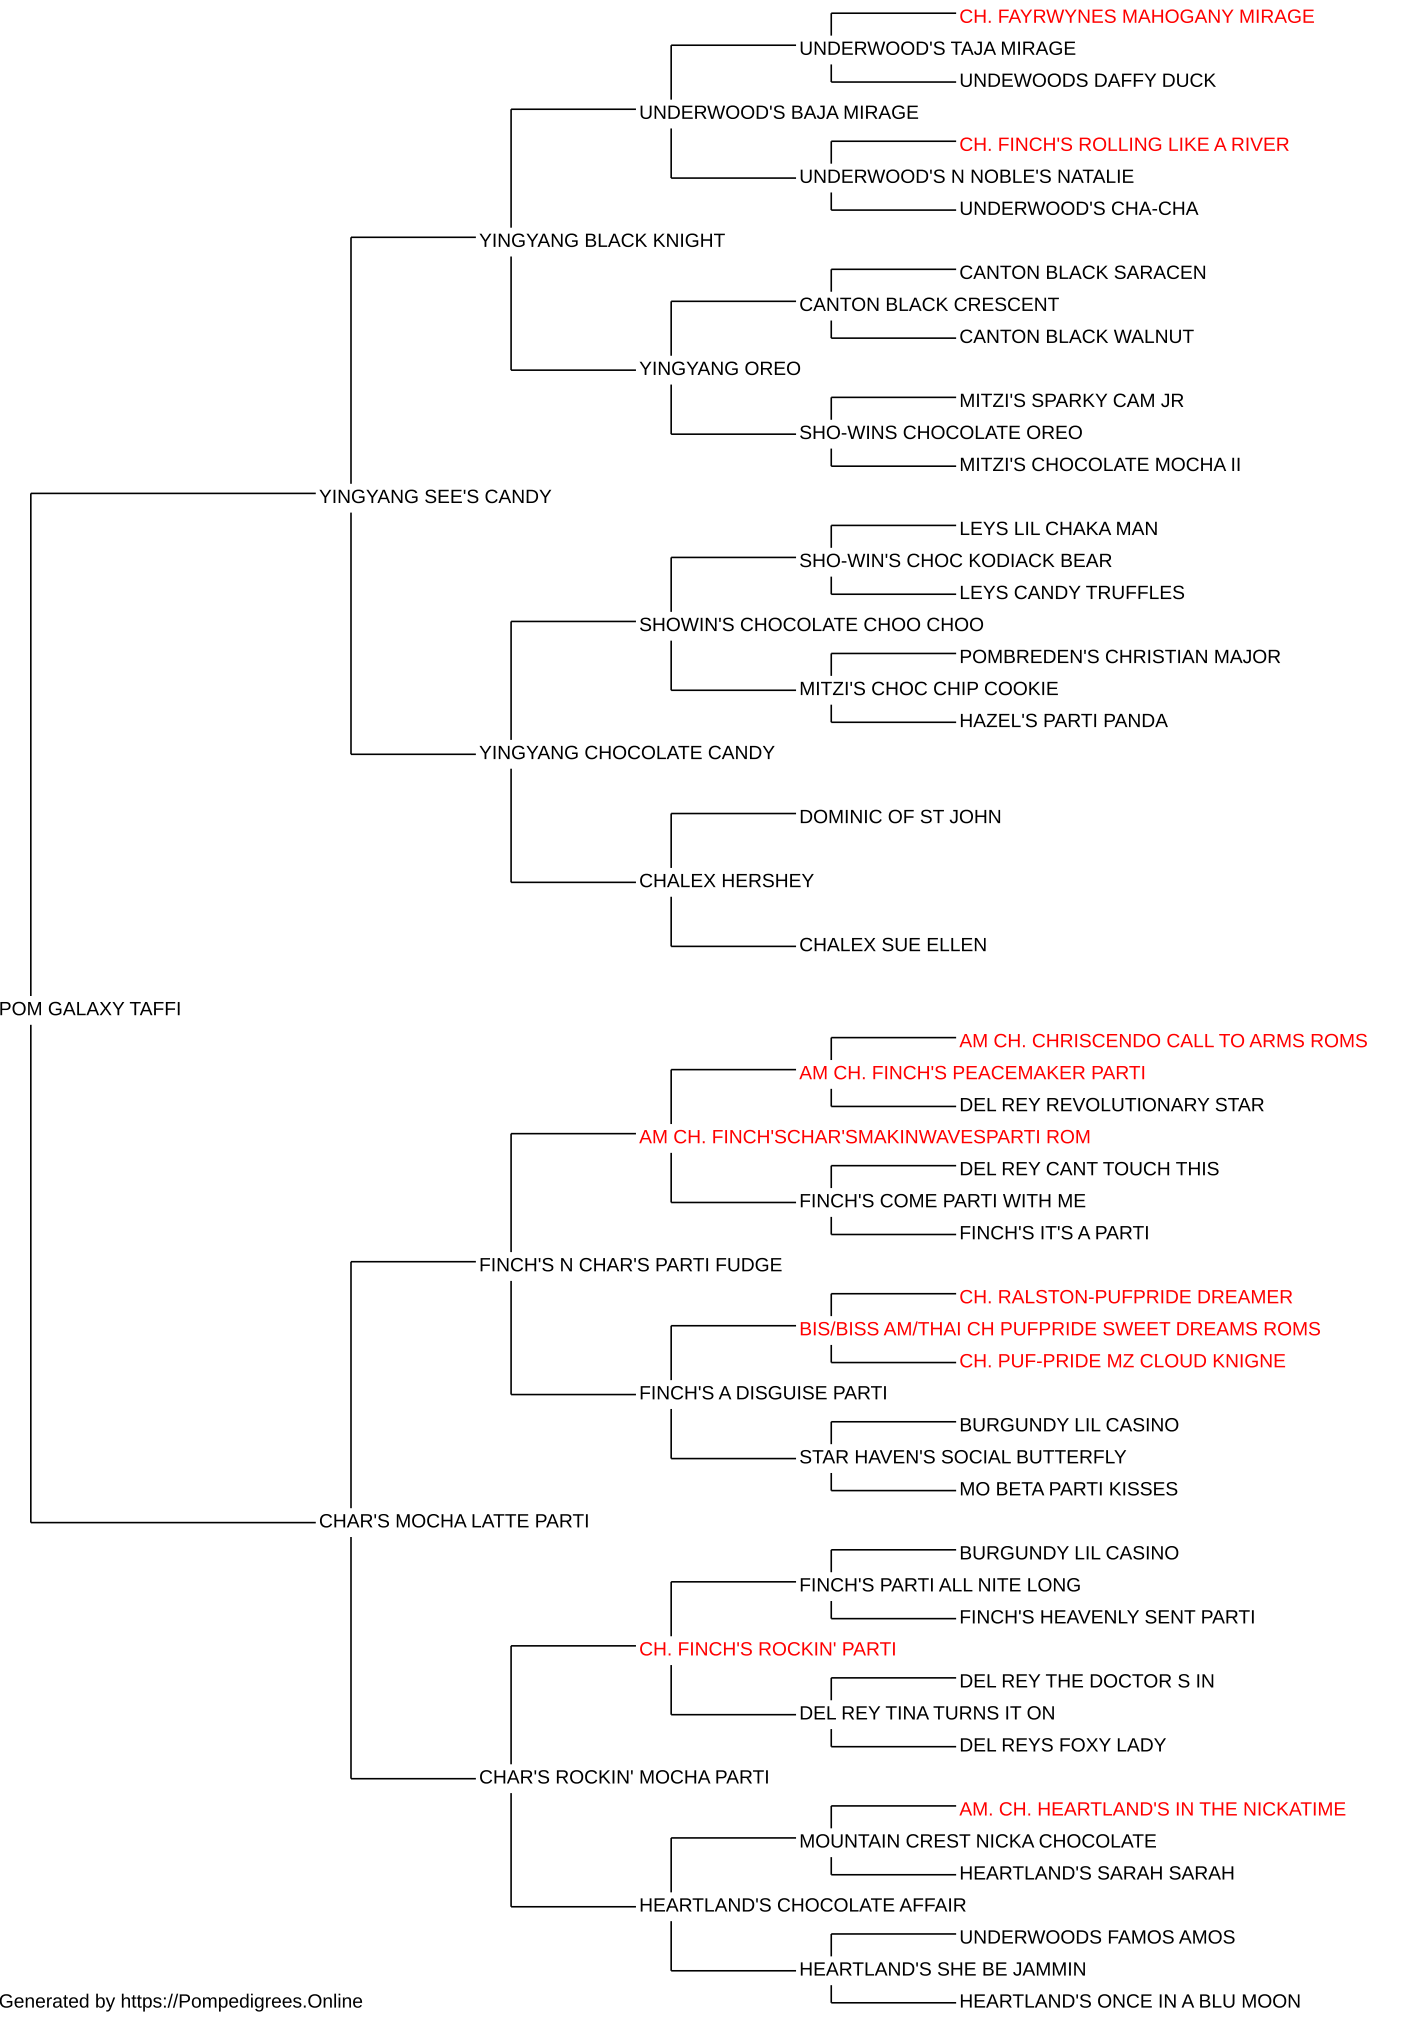 CH. FAYRWYNES MAHOGANY MIRAGE
UNDERWOOD'S TAJA MIRAGE
UNDEWOODS DAFFY DUCK
UNDERWOOD'S BAJA MIRAGE
CH. FINCH'S ROLLING LIKE A RIVER
UNDERWOOD'S N NOBLE'S NATALIE
UNDERWOOD'S CHA-CHA
YINGYANG BLACK KNIGHT
CANTON BLACK SARACEN
CANTON BLACK CRESCENT
CANTON BLACK WALNUT
YINGYANG OREO
MITZI'S SPARKY CAM JR
SHO-WINS CHOCOLATE OREO
MITZI'S CHOCOLATE MOCHA II
YINGYANG SEE'S CANDY
LEYS LIL CHAKA MAN
SHO-WIN'S CHOC KODIACK BEAR
LEYS CANDY TRUFFLES
SHOWIN'S CHOCOLATE CHOO CHOO
POMBREDEN'S CHRISTIAN MAJOR
MITZI'S CHOC CHIP COOKIE
HAZEL'S PARTI PANDA
YINGYANG CHOCOLATE CANDY
DOMINIC OF ST JOHN
CHALEX HERSHEY
CHALEX SUE ELLEN
POM GALAXY TAFFI
AM CH. CHRISCENDO CALL TO ARMS ROMS
AM CH. FINCH'S PEACEMAKER PARTI
DEL REY REVOLUTIONARY STAR
AM CH. FINCH'SCHAR'SMAKINWAVESPARTI ROM
DEL REY CANT TOUCH THIS
FINCH'S COME PARTI WITH ME
FINCH'S IT'S A PARTI
FINCH'S N CHAR'S PARTI FUDGE
CH. RALSTON-PUFPRIDE DREAMER
BIS/BISS AM/THAI CH PUFPRIDE SWEET DREAMS ROMS
CH. PUF-PRIDE MZ CLOUD KNIGNE
FINCH'S A DISGUISE PARTI
BURGUNDY LIL CASINO
STAR HAVEN'S SOCIAL BUTTERFLY
MO BETA PARTI KISSES
CHAR'S MOCHA LATTE PARTI
BURGUNDY LIL CASINO
FINCH'S PARTI ALL NITE LONG
FINCH'S HEAVENLY SENT PARTI
CH. FINCH'S ROCKIN' PARTI
DEL REY THE DOCTOR S IN
DEL REY TINA TURNS IT ON
DEL REYS FOXY LADY
CHAR'S ROCKIN' MOCHA PARTI
AM. CH. HEARTLAND'S IN THE NICKATIME
MOUNTAIN CREST NICKA CHOCOLATE
HEARTLAND'S SARAH SARAH
HEARTLAND'S CHOCOLATE AFFAIR
UNDERWOODS FAMOS AMOS
HEARTLAND'S SHE BE JAMMIN
HEARTLAND'S ONCE IN A BLU MOON
Generated by https://Pompedigrees.Online